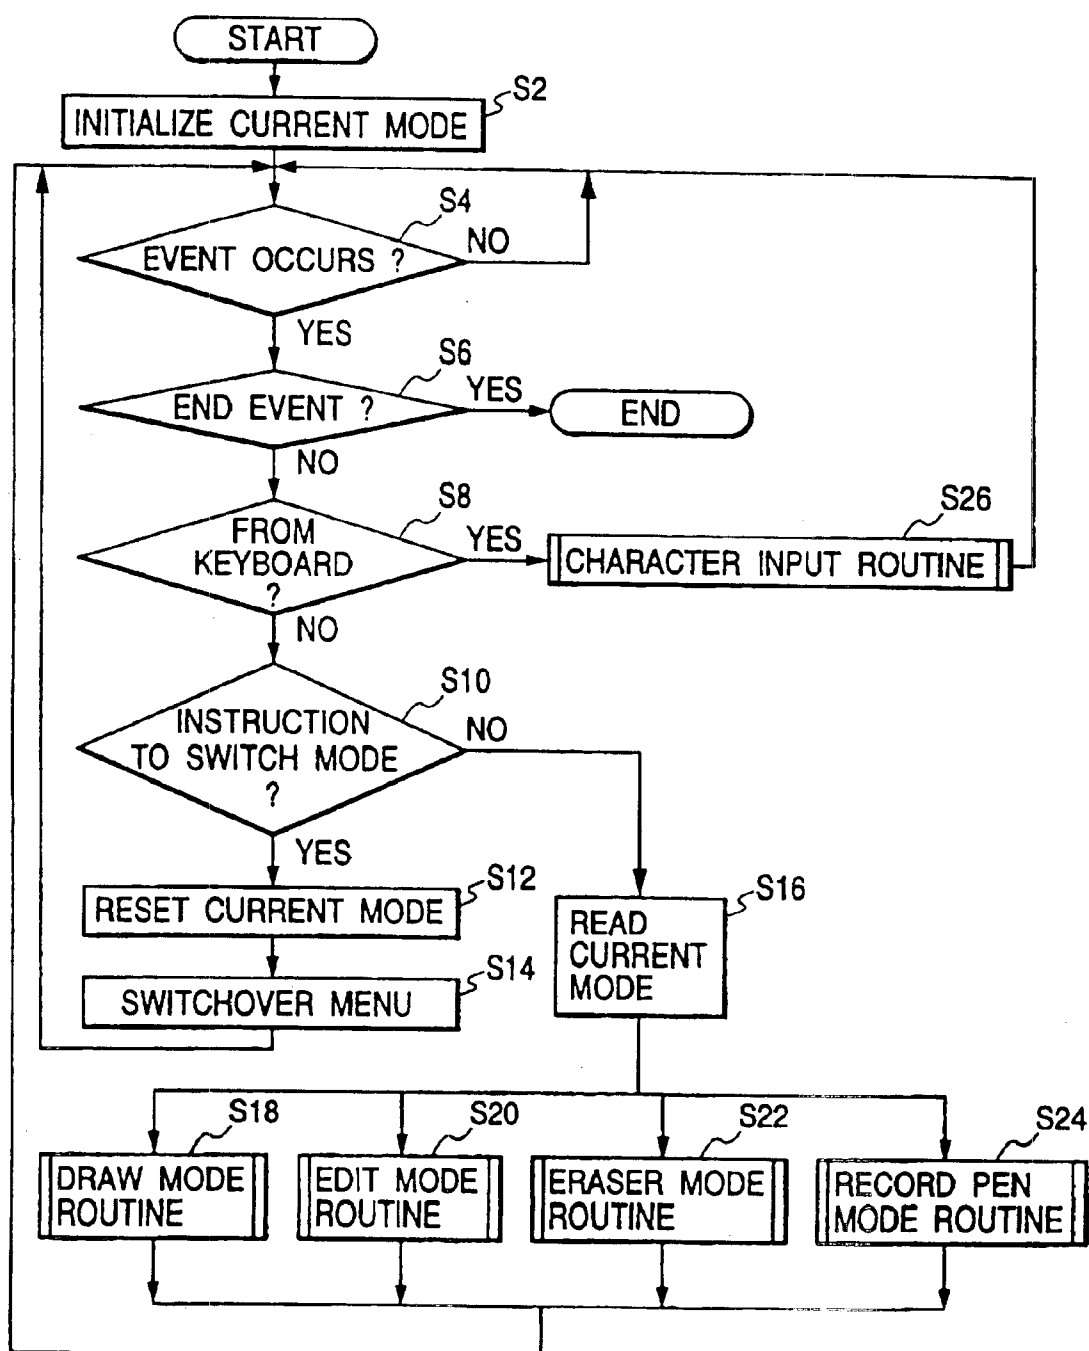 START
S2
INITIALIZE CURRENT MODE
S4
EVENT OCCURS ?
NO
YES
S6
END EVENT ?
YES
END
NO
S8
FROM
KEYBOARD
?
YES
S26
CHARACTER INPUT ROUTINE
NO
S10
INSTRUCTION
TO SWITCH MODE
?
NO
YES
S12
RESET CURRENT MODE
S16
READ
CURRENT
MODE
S14
SWITCHOVER MENU
S18
DRAW MODE
ROUTINE
S20
EDIT MODE
ROUTINE
S22
ERASER MODE
ROUTINE
S24
RECORD PEN
MODE ROUTINE